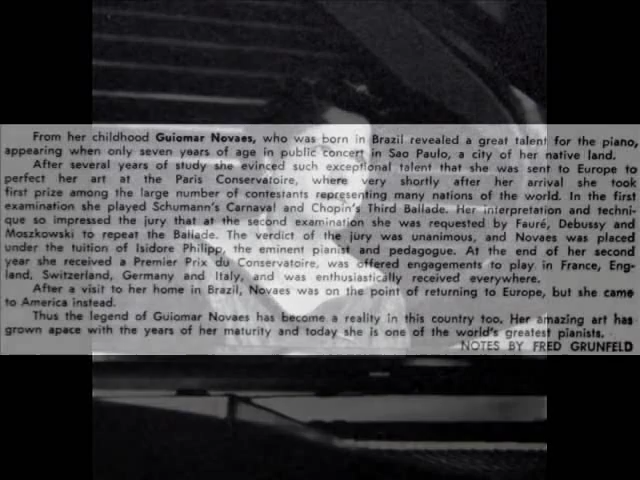 From her childhood Guiomar Novaes, who was born in Brazil revealed a great talent for the piano,
appearing when only seven years of age in public concert in Sao Paulo, a city of her native land.
After several years of study she evinced such exceptional talent that she was sent to Europe to
perfect her art at the Paris Conservatoire, where very shortly after her arrival she took
first prize among the large number of contestants representing many nations of the world. In the first
examination she played Schumann's Carnaval and Chopin's Third Ballade. Her interpretation and techni-
que so impressed the jury that at the second examination she was requested by Fauré, Debussy and
Moszkowski to repeat the Ballade. The verdict of the jury was unanimous, and Novaes was placed
under the tuition of Isidore Philipp, the eminent pianist and pedagogue. At the end of her second
year she received a Premier Prix du Conservatoire, was offered engagements to play in France, Eng-
land, Switzerland, Germany and Italy, and was enthusiastically received everywhere.
After a visit to her home in Brazil, Novaes was on the point of returning to Europe, but she came
to America instead.
Thus the legend of Guiomar Novaes has become a reality in this country too. Her amazing art has
grown apace with the years of her maturity and today she is one of the world's greatest pianists.
NOTES BY FRED GRUNFELD